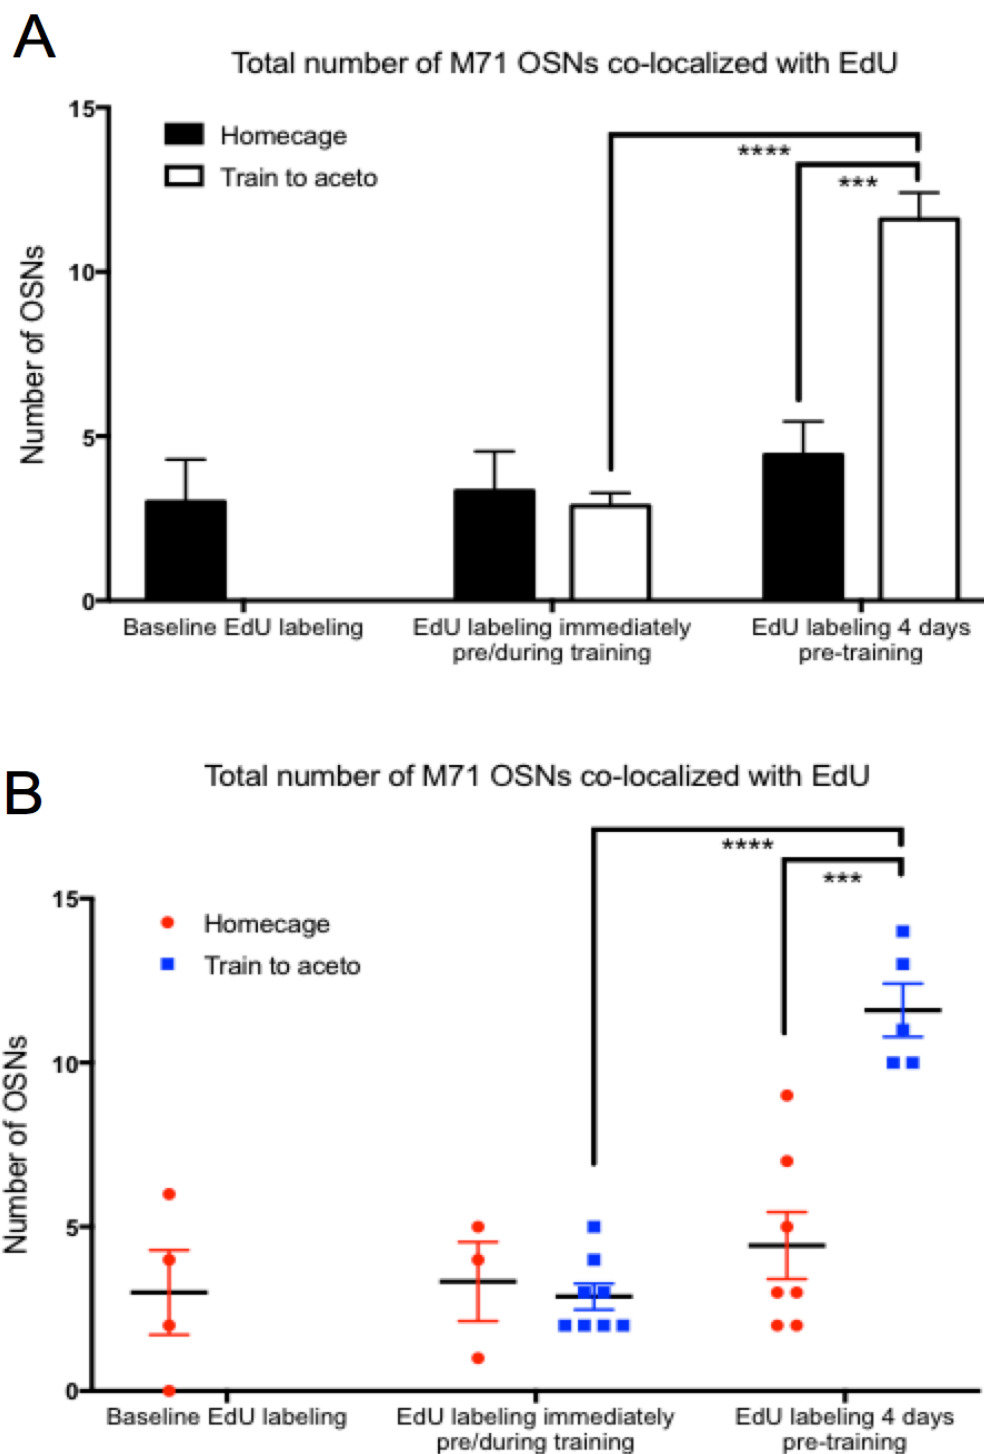 A
Total number of M71 OSNs co-localized with EdU
15
Homecage
****
Train to aceto
***
Number of OSNs
10
5
0
Baseline EdU labeling
EdU labeling immediately
pre/during training
EdU labeling 4 days
pre-training
B
Total number of M71 OSNs co-localized with EdU
****
***
15
Homecage
Train to aceto
Number of OSNs
10
5
0
Baseline EdU labeling
EdU labeling immediately
pre/during training
EdU labeling 4 days
pre-training